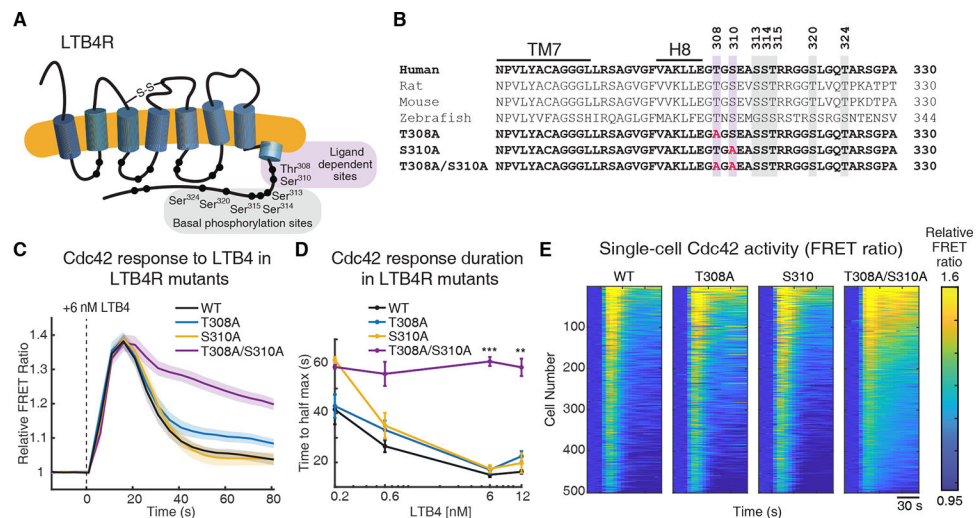 A
LTB4R
S-S
Thr308
Ser310
Ligand
dependent
sites
Ser313
Ser324 Ser320
Ser315 Ser314
Basal phosphorylation sites
B
308 310 313 314 315 320 324
TM7 H8
Human NPVLYACAGGGLLRSAGVGFVAKLLEGTGSEASSTRRGGSLGQTARSGPA 330
Rat NPVLYVFAGSSHIRQAGLGFMAKLFEGTNSEVSSTRRGGTLVQTPKATPT 330
Mouse NPVLYVCAGGGLLRSAGVGFVVKLLEGTGSEVSSTRRGGTLVQTPKDTPA 330
Zebrafish NPVLYVFAGSSHIRQAGLGFMAKLFEGTNSEMGSSRSTRSSRGSNTENSV 344
T308A NPVLYACAGGGLLRSAGVGFVAKLLEGAGSEASSTRRGGSLGQTARSGPA 330
S310A NPVLYACAGGGLLRSAGVGFVAKLLEGTGAEASSTRRGGSLGQTARSGPA 330
T308A/S310A NPVLYACAGGGLLRSAGVGFVAKLLEGAGAEASSTRRGGSLGQTARSGPA 330
C
Cdc42 response to LTB4 in
LTB4R mutants
+6 nM LTB4
WT
T308A
S310A
T308A/S310A
Relative FRET Ratio
1.4
1.3
1.2
1.1
1
0 20 40 60 80
Time (s)
D
Cdc42 response duration
in LTB4R mutants
WT
T308A
S310A
T308A/S310A
*** **
Time to half max (s)
60
40
20
0.2 0.6 6 12
LTB4 [nM]
E
Single-cell Cdc42 activity (FRET ratio)
WT T308A S310 T308A/S310A
Cell Number
100
200
300
400
500
Time (s)
30 s
Relative
FRET
ratio
1.6
0.95